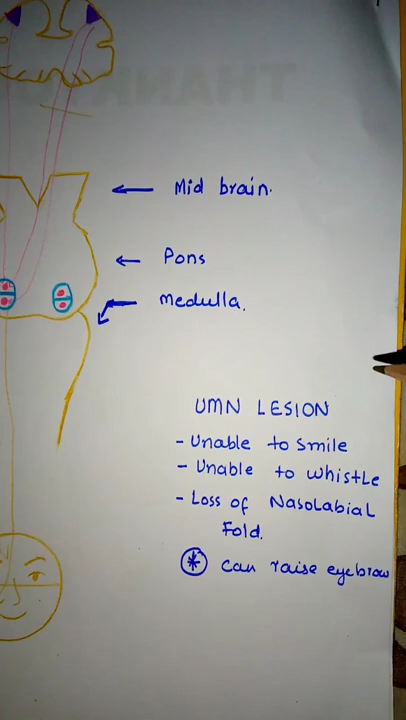 THANK
Mid brain.
Pons
Medulla.
UMN LESION
- Unable to Smile
- Unable to Whistle
- Loss of Nasolabial
Fold.
* can raise eyebrow